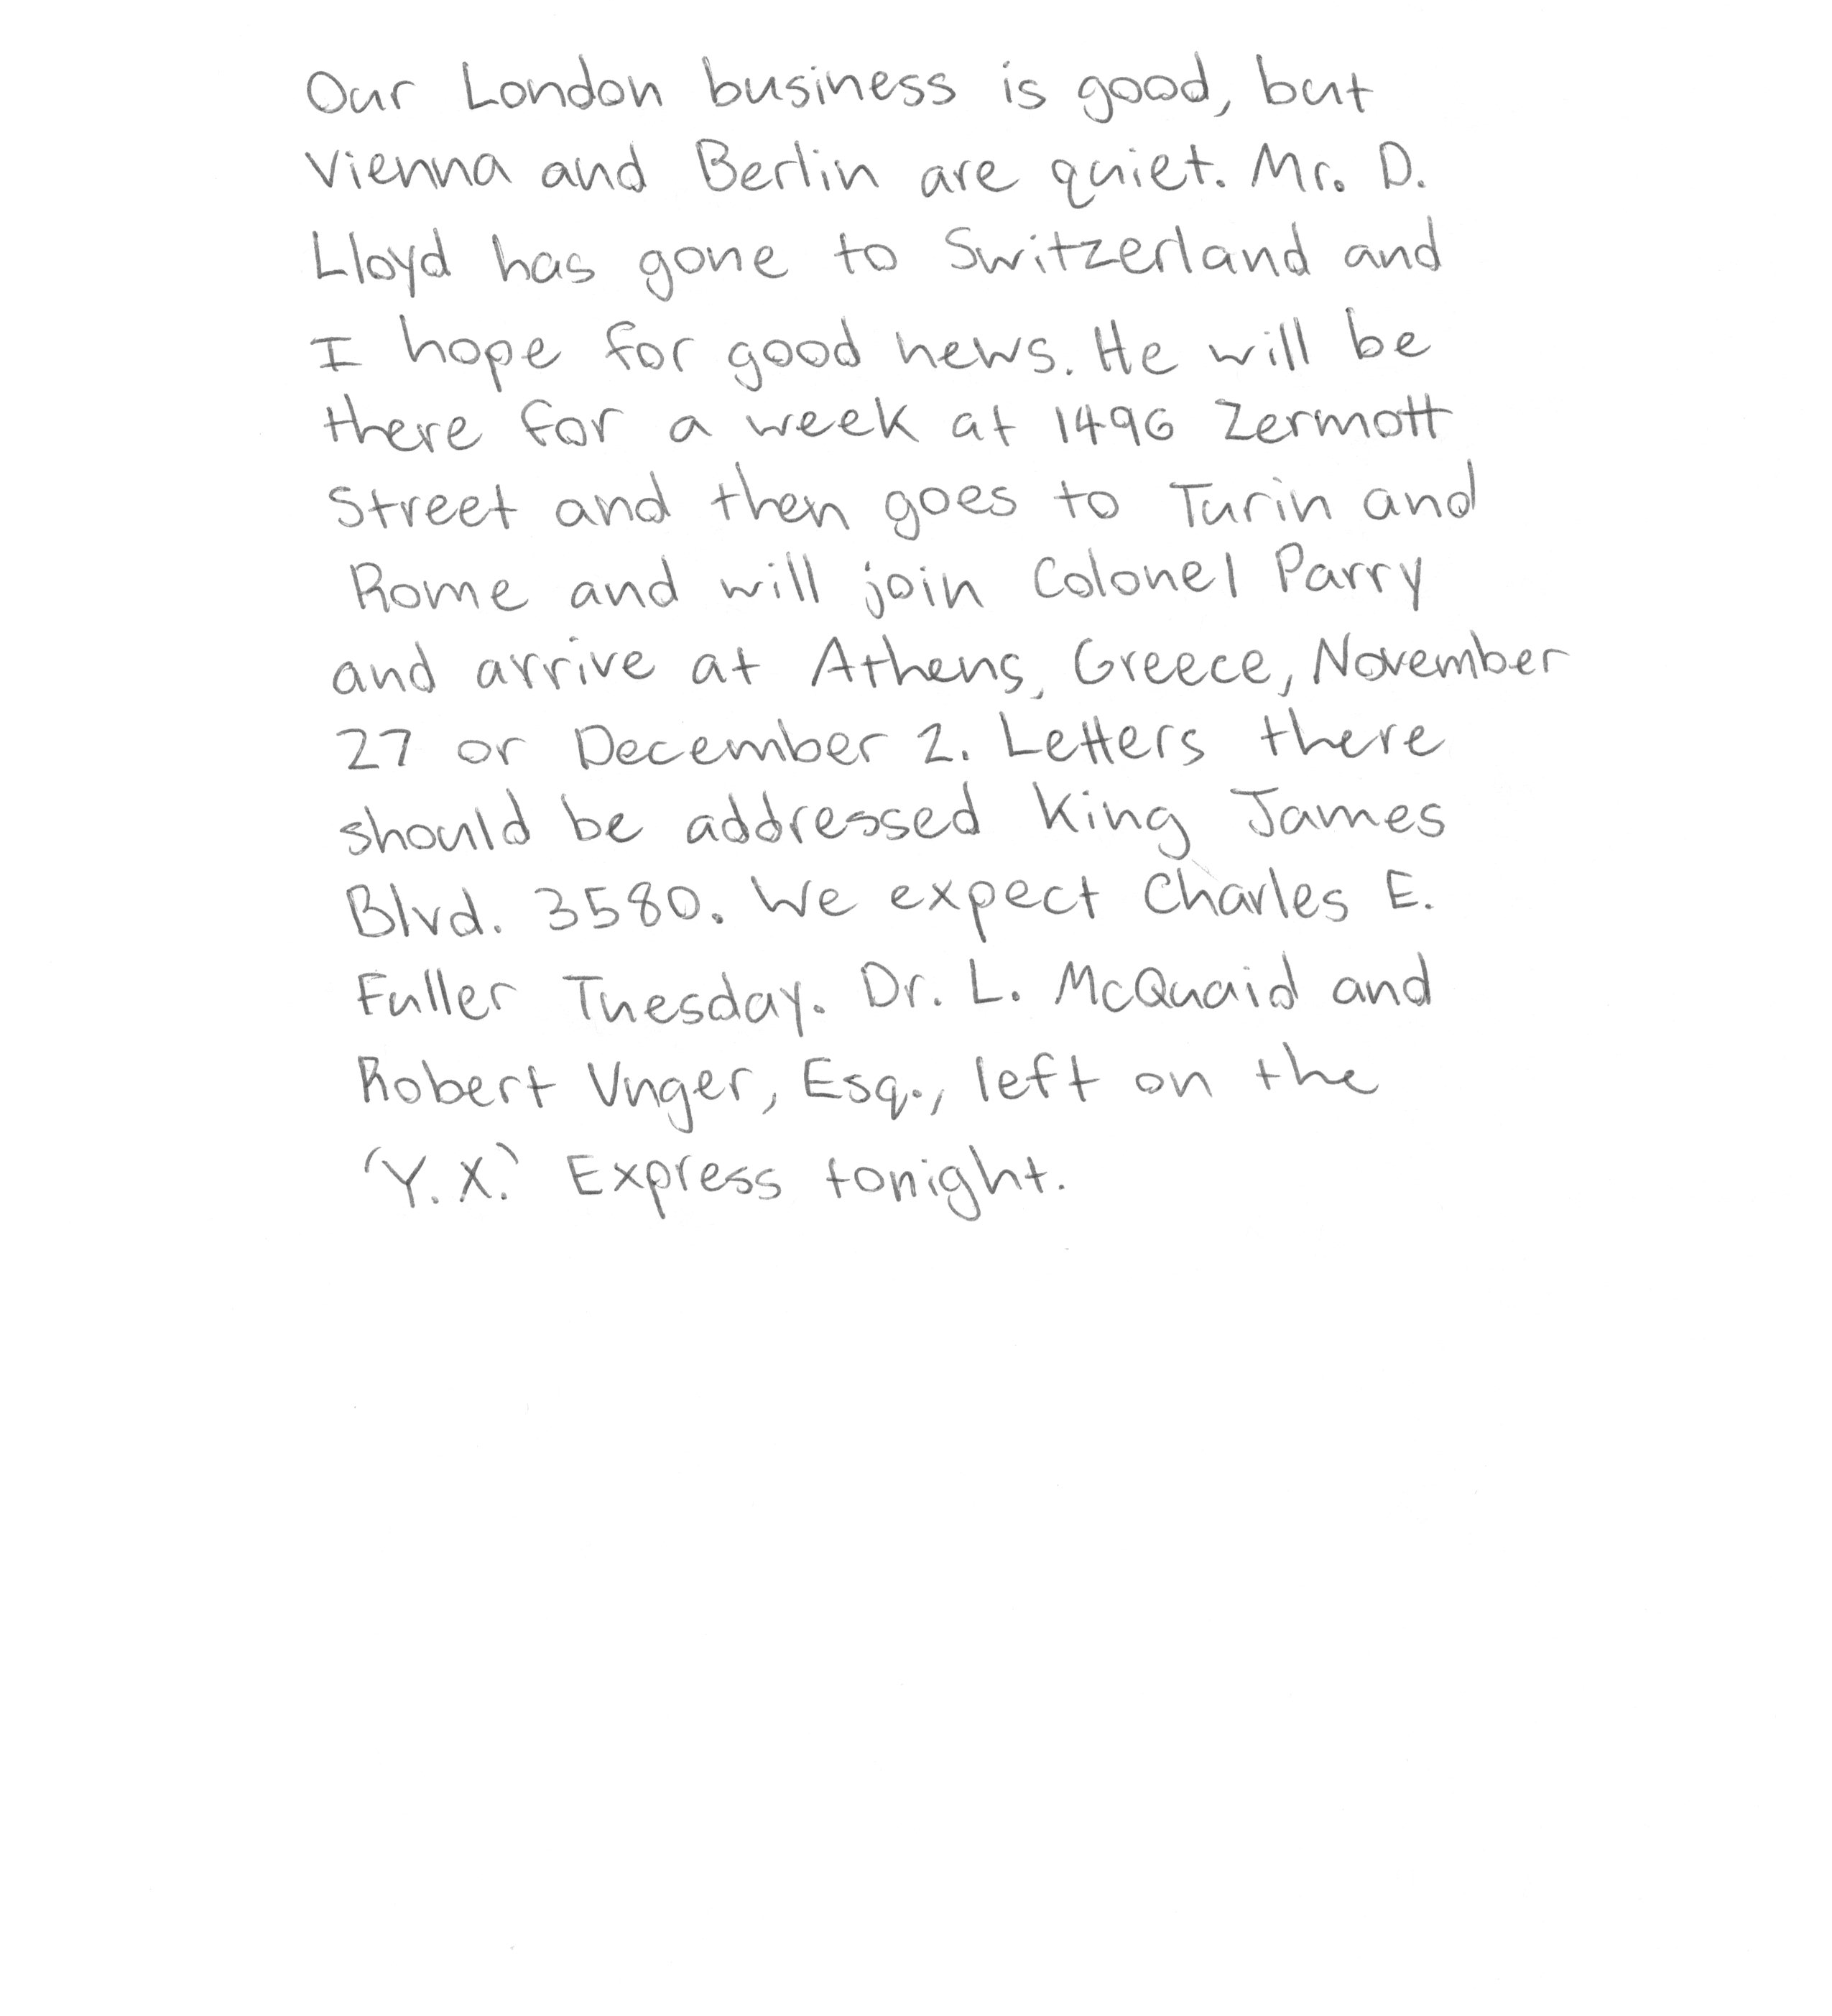 Our London business is good, but
Vienna and Berlin are quiet. Mr. D.
Lloyd has gone to Switzerland and
I hope for good news. He will be
there for a week at 1496 Zermott
Street and then goes to Turin and
Rome and will join Colonel Parry
and arrive at Athens, Greece, November
27 or December 2. Letters there
should be addressed King James
Blvd. 3580. We expect Charles E.
Fuller Tuesday. Dr. L. McQuaid and
Robert Unger, Esq., left on the
'Y.X.' Express tonight.